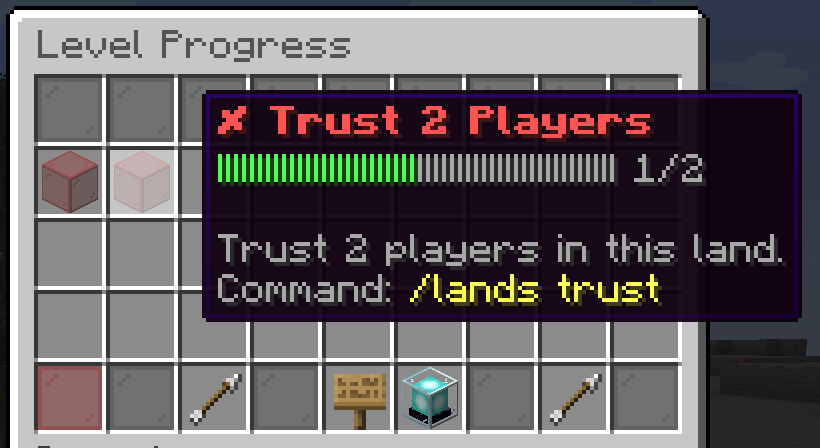 Level Progress
✘ Trust 2 Players
1/2
Trust 2 players in this land.
Command: /lands trust